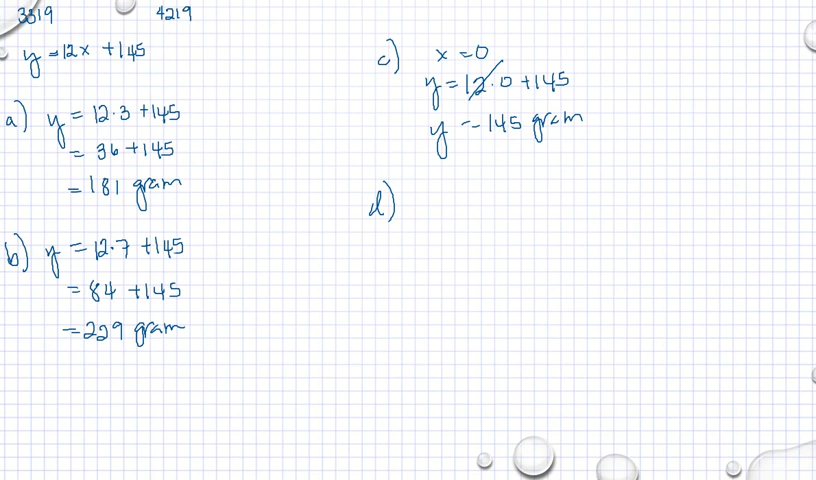 3319
4219
y = 12x + 145
a) y = 12.3 + 145
= 36 + 145
= 181 gram
b) y = 12.7 + 145
= 84 + 145
= 229 gram
c) x = 0
y = 12.0 + 145
y = 145 gram
d)